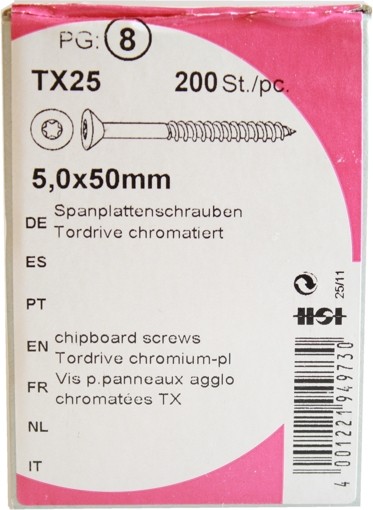 PG: 8
TX25 200 St./pc.
5,0x50mm
DE Spanplattenschrauben
Tordrive chromatiert
ES
PT
EN chipboard screws
Tordrive chromium-pl
FR Vis p.panneaux agglo
chromatées TX
NL
IT
25/11
HSI
4 001221 949730